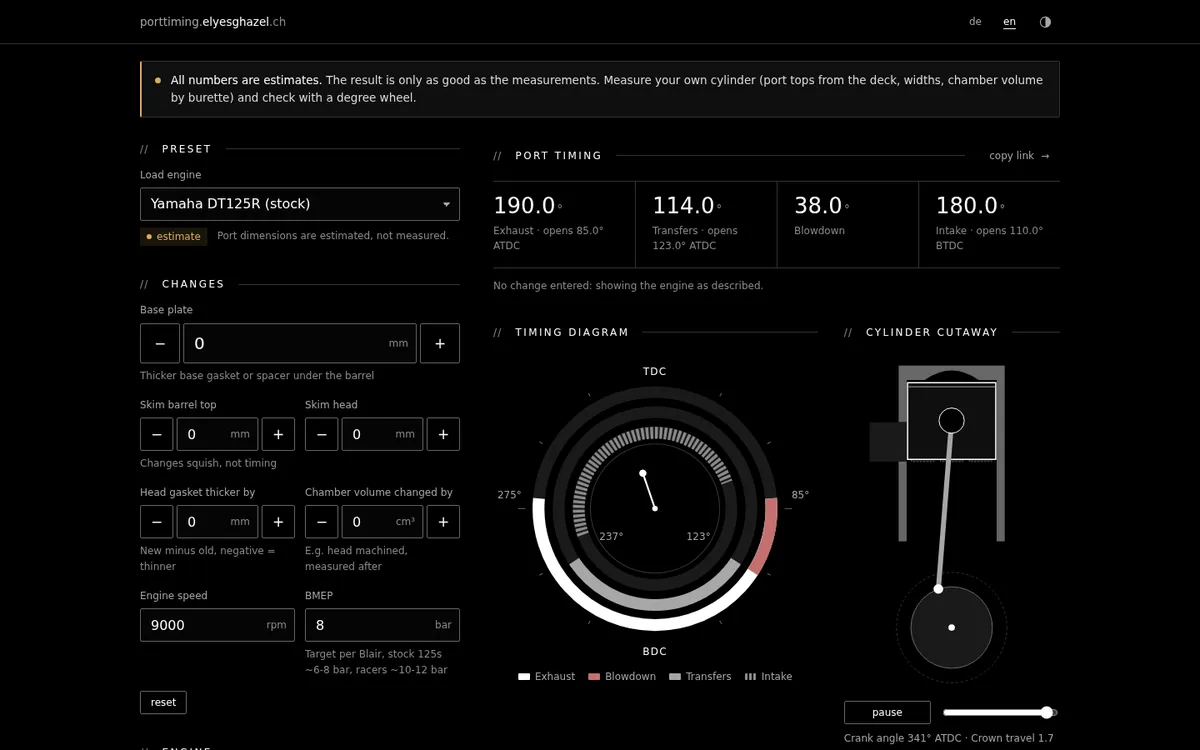 porttiming.elyesghazel.ch
de en
All numbers are estimates. The result is only as good as the measurements. Measure your own cylinder (port tops from the deck, widths, chamber volume
by burette) and check with a degree wheel.
// PRESET
Load engine
Yamaha DT125R (stock)
estimate Port dimensions are estimated, not measured.
// CHANGES
Base plate
− 0 mm +
Thicker base gasket or spacer under the barrel
Skim barrel top
− 0 mm +
Changes squish, not timing
Skim head
− 0 mm +
Head gasket thicker by
− 0 mm +
New minus old, negative =
thinner
Chamber volume changed by
− 0 cm³ +
E.g. head machined,
measured after
Engine speed
9000 rpm
BMEP
8 bar
Target per Blair, stock 125s
~6-8 bar, racers ~10-12 bar
reset
// PORT TIMING
copy link →
190.0°
Exhaust · opens 85.0°
ATDC
114.0°
Transfers · opens
123.0° ATDC
38.0°
Blowdown
180.0°
Intake · opens 110.0°
BTDC
No change entered: showing the engine as described.
// TIMING DIAGRAM
TDC
275° 85°
237° 123°
BDC
Exhaust Blowdown Transfers Intake
// CYLINDER CUTAWAY
pause
Crank angle 341° ATDC · Crown travel 1.7